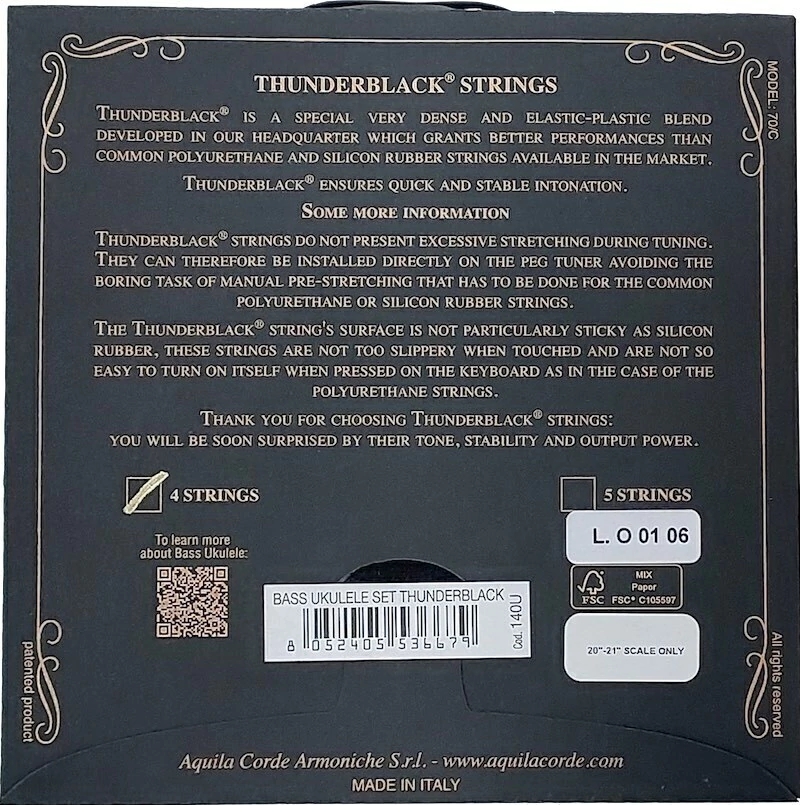 THUNDERBLACK® STRINGS
THUNDERBLACK® IS A SPECIAL VERY DENSE AND ELASTIC-PLASTIC BLEND
DEVELOPED IN OUR HEADQUARTER WHICH GRANTS BETTER PERFORMANCES THAN
COMMON POLYURETHANE AND SILICON RUBBER STRINGS AVAILABLE IN THE MARKET.
THUNDERBLACK® ENSURES QUICK AND STABLE INTONATION.
SOME MORE INFORMATION
THUNDERBLACK® STRINGS DO NOT PRESENT EXCESSIVE STRETCHING DURING TUNING.
THEY CAN THEREFORE BE INSTALLED DIRECTLY ON THE PEG TUNER AVOIDING THE
BORING TASK OF MANUAL PRE-STRETCHING THAT HAS TO BE DONE FOR THE COMMON
POLYURETHANE OR SILICON RUBBER STRINGS.
THE THUNDERBLACK® STRING'S SURFACE IS NOT PARTICULARLY STICKY AS SILICON
RUBBER, THESE STRINGS ARE NOT TOO SLIPPERY WHEN TOUCHED AND ARE NOT SO
EASY TO TURN ON ITSELF WHEN PRESSED ON THE KEYBOARD AS IN THE CASE OF THE
POLYURETHANE STRINGS.
THANK YOU FOR CHOOSING THUNDERBLACK® STRINGS:
YOU WILL BE SOON SURPRISED BY THEIR TONE, STABILITY AND OUTPUT POWER.
MODEL: 70/C
4 STRINGS
5 STRINGS
To learn more
about Bass Ukulele:
L. O 01 06
MIX
Paper
FSC
FSC® C105597
BASS UKULELE SET THUNDERBLACK
8 052405 536679
Cod. 140U
20"-21" SCALE ONLY
patented product
All rights reserved
Aquila Corde Armoniche S.r.l. - www.aquilacorde.com
MADE IN ITALY